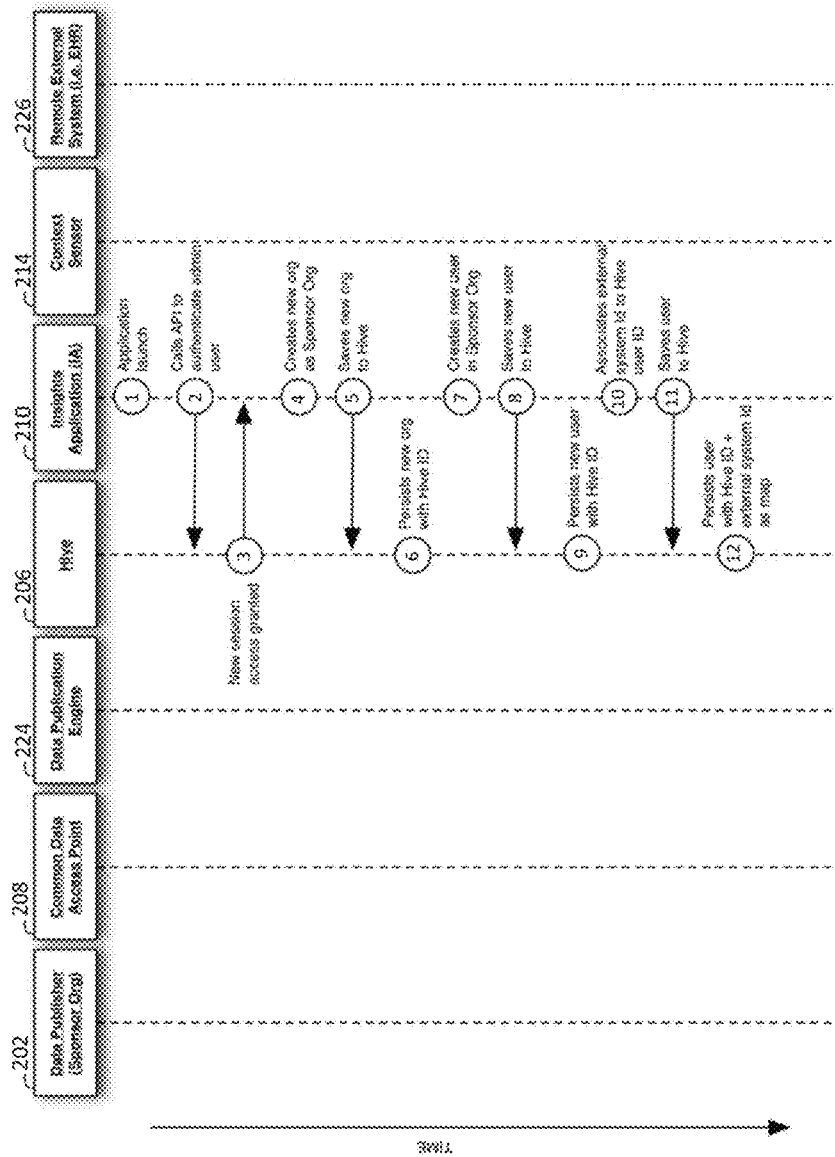 202
Data Publisher
(Sponsor Org)
208
Common Data
Access Point
224
Data Publication
Engine
206
Hive
210
Insights
Application (IA)
214
Context
Sensor
226
Remote External
System (i.e. EHR)
TIME
1
Application
launch
2
Calls API to
authenticate admin
user
3
New session
access granted
4
Creates new org
as Sponsor Org
5
Saves new org
to Hive
6
Persists new org
with Hive ID
7
Creates new user
in Sponsor Org
8
Saves new user
to Hive
9
Persists new user
with Hive ID
10
Associates external
system id to Hive
user ID
11
Saves user
to Hive
12
Persists user
with Hive ID +
external system id
as map